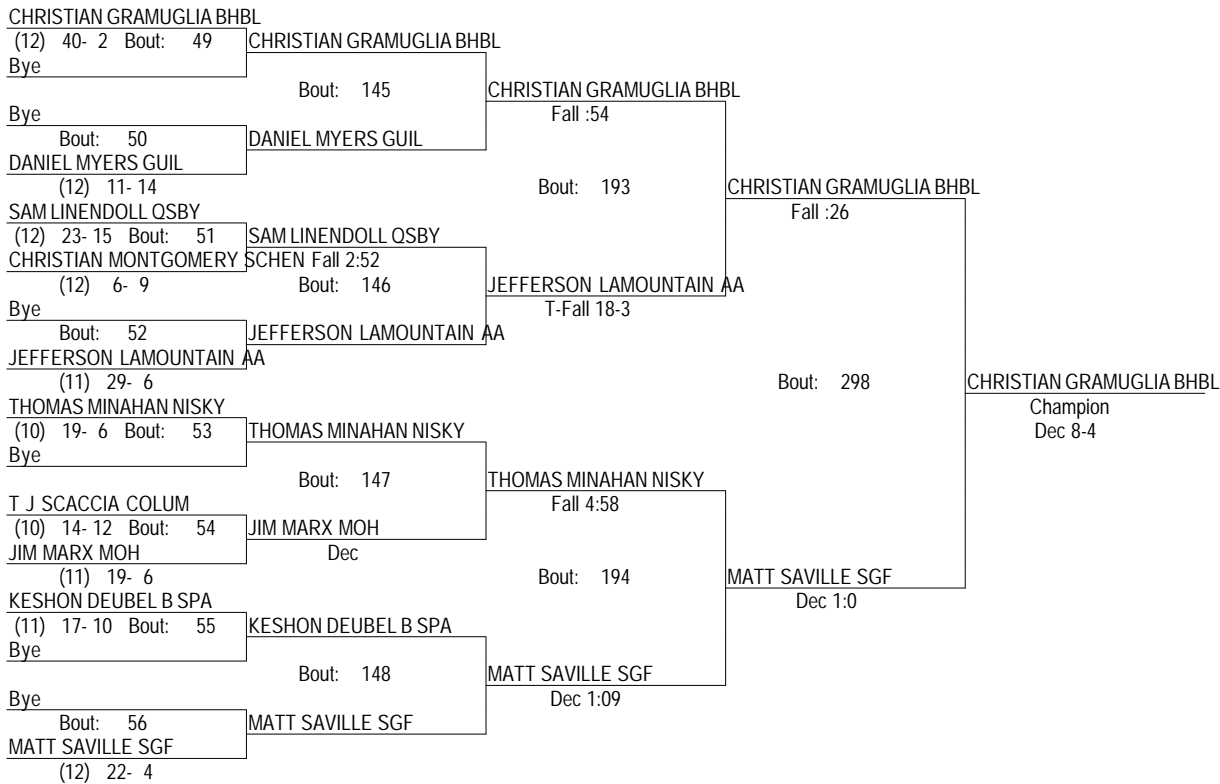 CHRISTIAN GRAMUGLIA BHBL
(12) 40- 2 Bout: 49 CHRISTIAN GRAMUGLIA BHBL
Bye
Bout: 145 CHRISTIAN GRAMUGLIA BHBL
Bye Fall :54
Bout: 50 DANIEL MYERS GUIL
DANIEL MYERS GUIL
(12) 11- 14 Bout: 193 CHRISTIAN GRAMUGLIA BHBL
SAM LINENDOLL QSBY Fall :26
(12) 23- 15 Bout: 51 SAM LINENDOLL QSBY
CHRISTIAN MONTGOMERY SCHEN Fall 2:52
(12) 6- 9 Bout: 146 JEFFERSON LAMOUNTAIN AA
Bye T-Fall 18-3
Bout: 52 JEFFERSON LAMOUNTAIN AA
JEFFERSON LAMOUNTAIN AA
(11) 29- 6 Bout: 298 CHRISTIAN GRAMUGLIA BHBL
THOMAS MINAHAN NISKY Champion
(10) 19- 6 Bout: 53 THOMAS MINAHAN NISKY Dec 8-4
Bye
Bout: 147 THOMAS MINAHAN NISKY
T J SCACCIA COLUM Fall 4:58
(10) 14- 12 Bout: 54 JIM MARX MOH
JIM MARX MOH Dec
(11) 19- 6 Bout: 194 MATT SAVILLE SGF
KESHON DEUBEL B SPA Dec 1:0
(11) 17- 10 Bout: 55 KESHON DEUBEL B SPA
Bye
Bout: 148 MATT SAVILLE SGF
Bye Dec 1:09
Bout: 56 MATT SAVILLE SGF
MATT SAVILLE SGF
(12) 22- 4